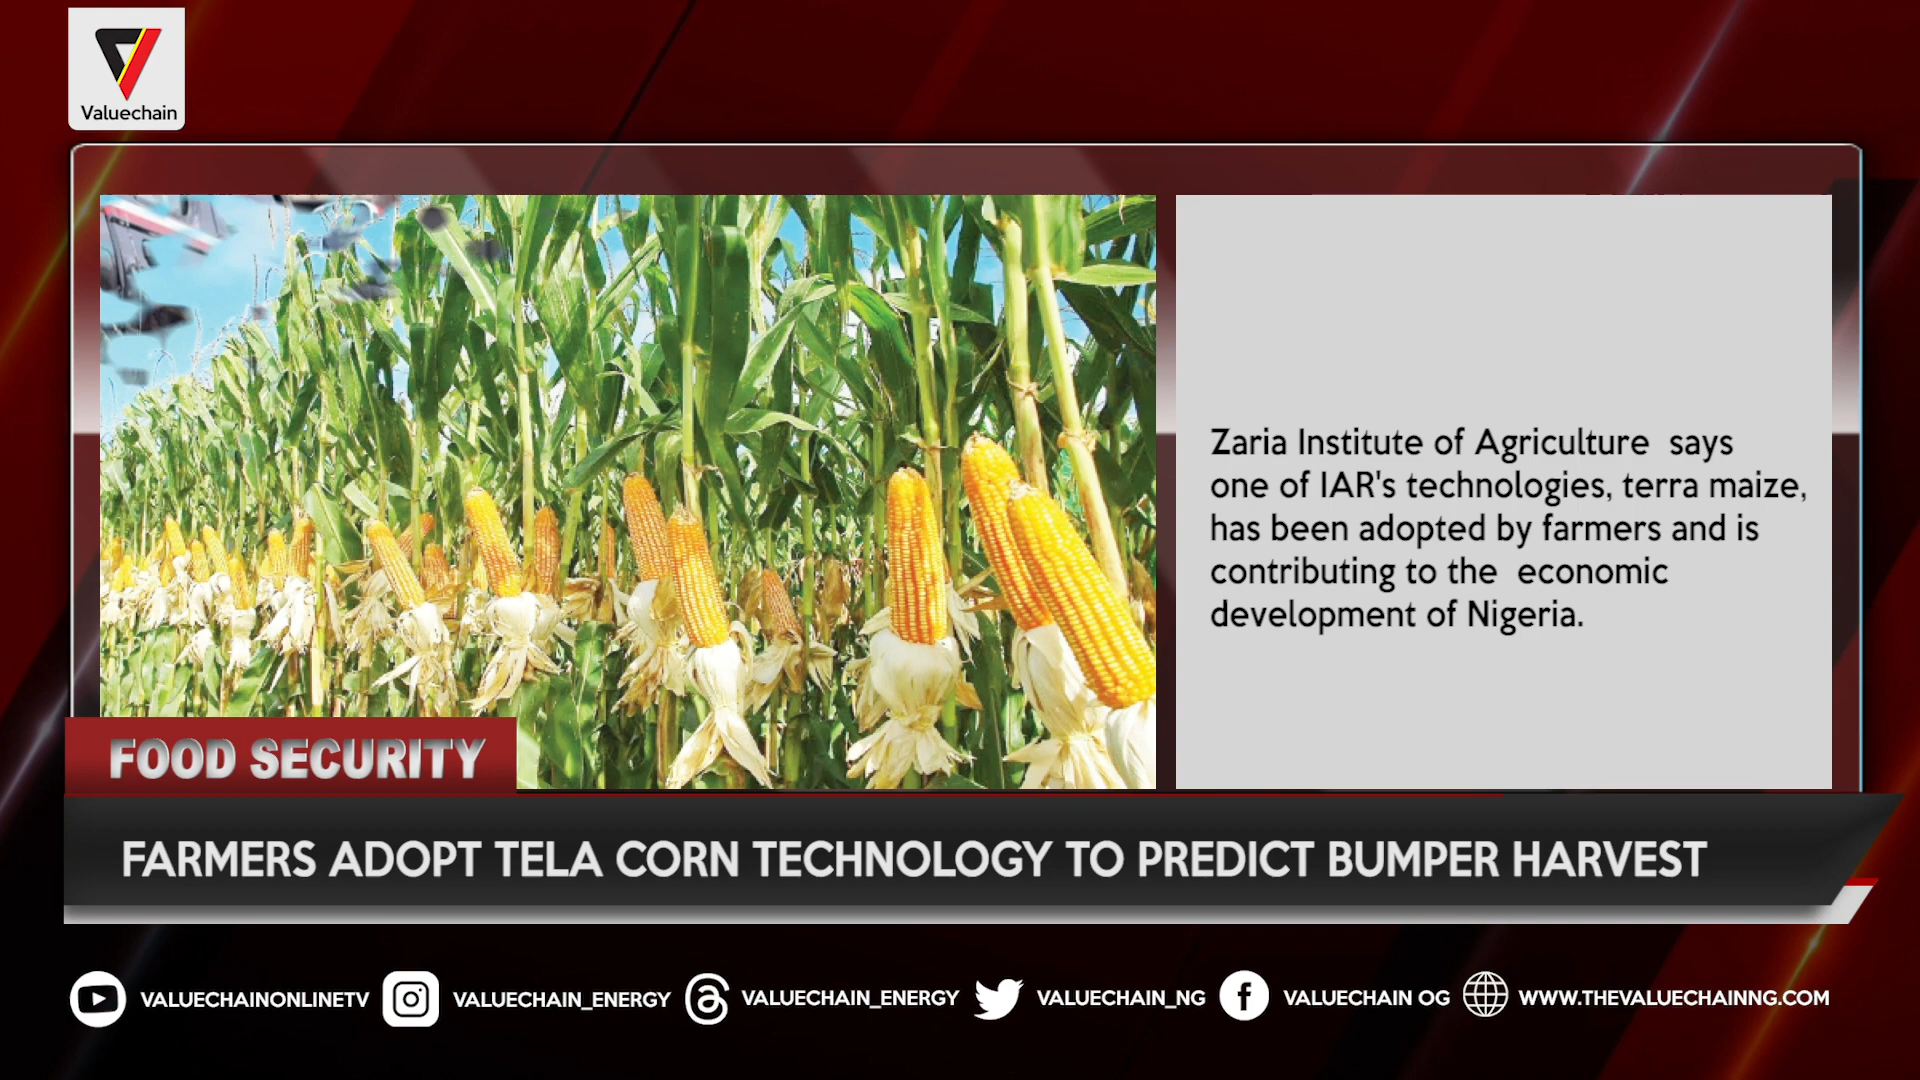 Valuechain
Zaria Institute of Agriculture says
one of IAR's technologies, terra maize,
has been adopted by farmers and is
contributing to the economic
development of Nigeria.
FOOD SECURITY
FARMERS ADOPT TELA CORN TECHNOLOGY TO PREDICT BUMPER HARVEST
VALUECHAINONLINETV VALUECHAIN_ENERGY VALUECHAIN_ENERGY VALUECHAIN_NG VALUECHAIN OG WWW.THEVALUECHAINNG.COM